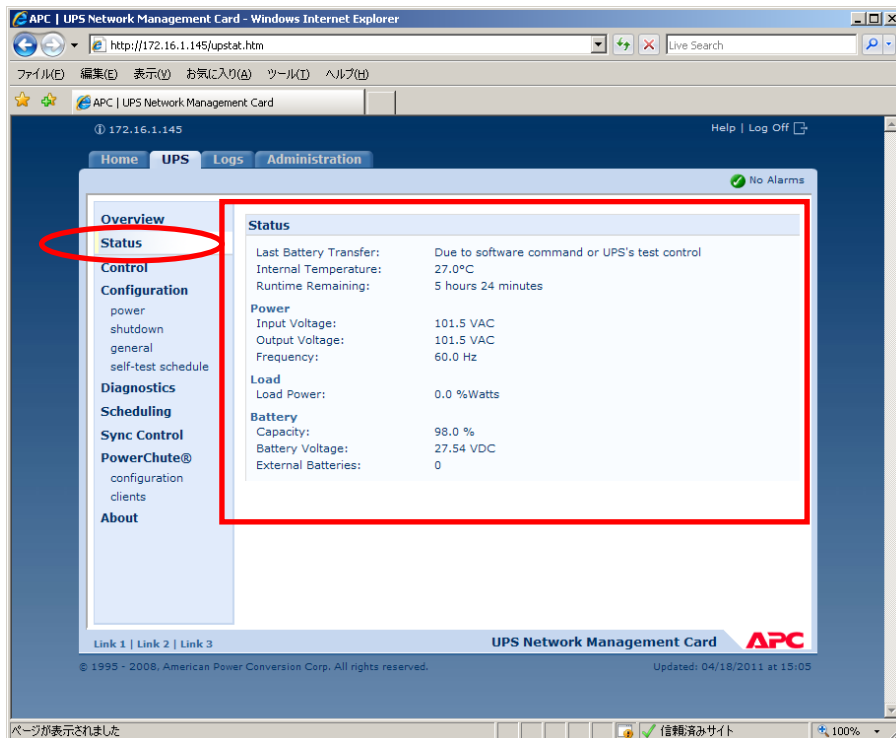 APC | UPS Network Management Card - Windows Internet Explorer
http://172.16.1.145/upstat.htm
Live Search
ファイル(F) 編集(E) 表示(V) お気に入り(A) ツール(T) ヘルプ(H)
APC | UPS Network Management Card
172.16.1.145
Help | Log Off
Home UPS Logs Administration
No Alarms
Overview
Status
Control
Configuration
power
shutdown
general
self-test schedule
Diagnostics
Scheduling
Sync Control
PowerChute®
configuration
clients
About
Status
Last Battery Transfer: Due to software command or UPS's test control
Internal Temperature: 27.0°C
Runtime Remaining: 5 hours 24 minutes
Power
Input Voltage: 101.5 VAC
Output Voltage: 101.5 VAC
Frequency: 60.0 Hz
Load
Load Power: 0.0 %Watts
Battery
Capacity: 98.0 %
Battery Voltage: 27.54 VDC
External Batteries: 0
Link 1 | Link 2 | Link 3
UPS Network Management Card APC
© 1995 - 2008, American Power Conversion Corp. All rights reserved.
Updated: 04/18/2011 at 15:05
ページが表示されました
信頼済みサイト
100%